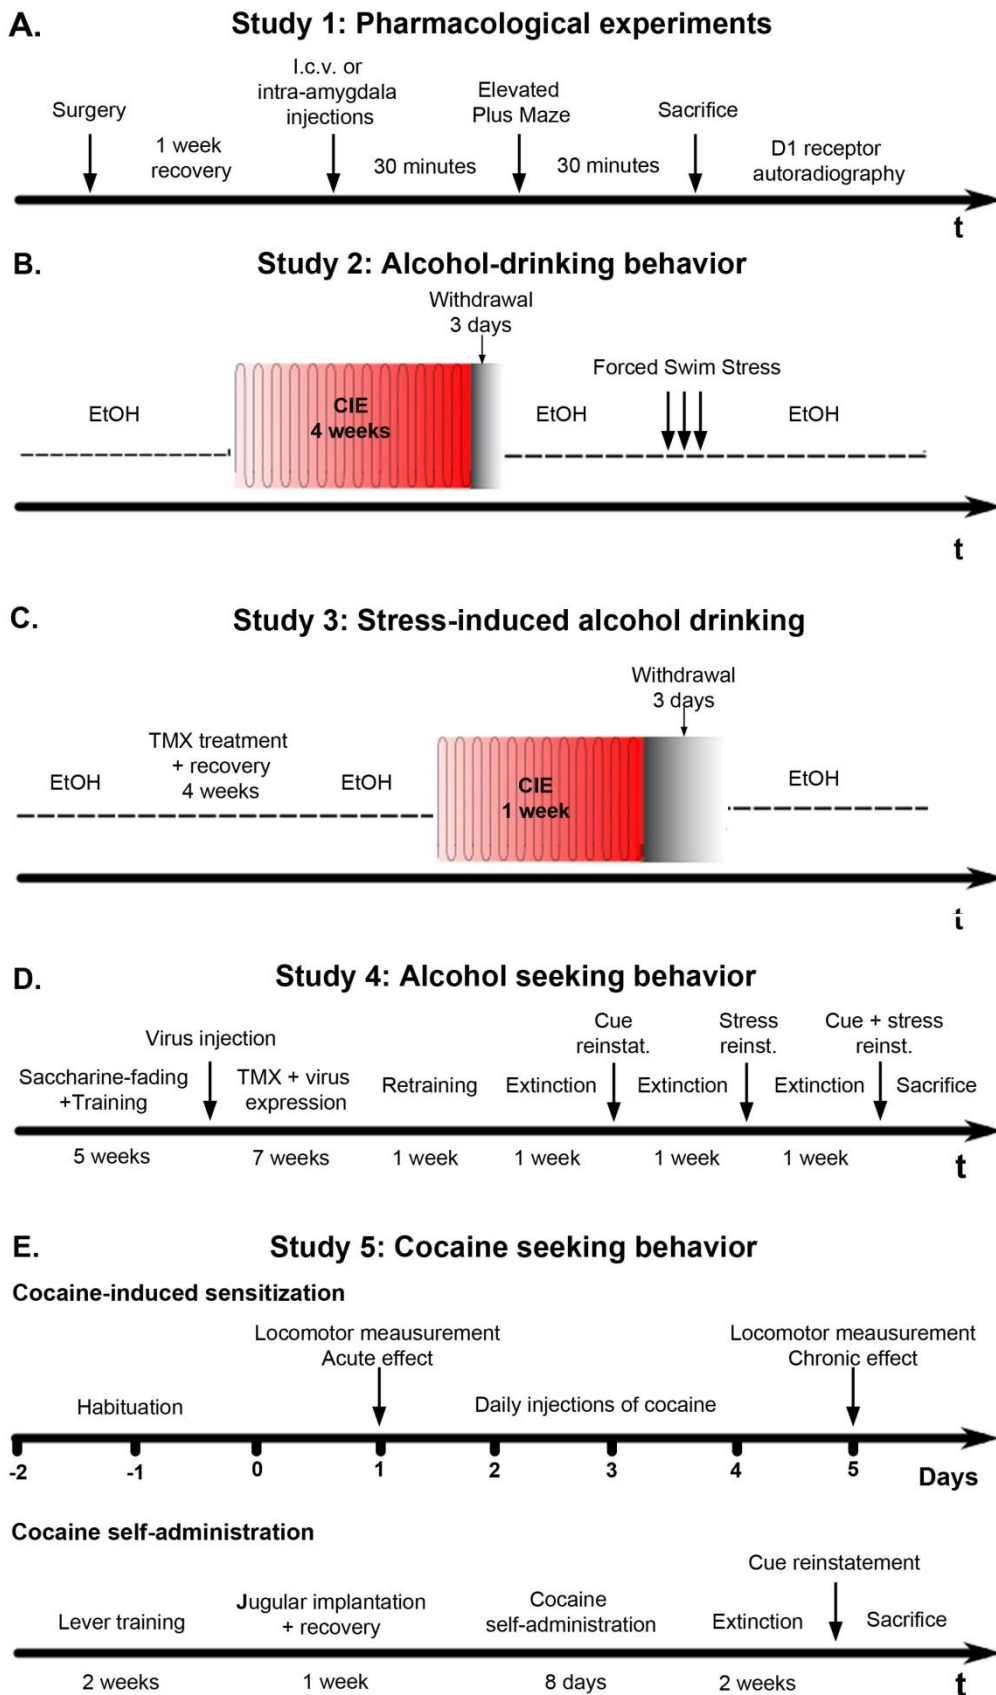 A.
Study 1: Pharmacological experiments
Surgery
1 week
recovery
I.c.v. or
intra-amygdala
injections
30 minutes
Elevated
Plus Maze
30 minutes
Sacrifice
D1 receptor
autoradiography
t
B.
Study 2: Alcohol-drinking behavior
EtOH
CIE
4 weeks
Withdrawal
3 days
EtOH
Forced Swim Stress
EtOH
t
C.
Study 3: Stress-induced alcohol drinking
EtOH
TMX treatment
+ recovery
4 weeks
EtOH
CIE
1 week
Withdrawal
3 days
EtOH
t
D.
Study 4: Alcohol seeking behavior
Saccharine-fading
+Training
5 weeks
Virus injection
TMX + virus
expression
7 weeks
Retraining
1 week
Extinction
1 week
Cue
reinstat.
Extinction
1 week
Stress
reinst.
Extinction
1 week
Cue + stress
reinst.
Sacrifice
t
E.
Study 5: Cocaine seeking behavior
Cocaine-induced sensitization
Habituation
Locomotor meausurement
Acute effect
Daily injections of cocaine
Locomotor meausurement
Chronic effect
-2 -1 0 1 2 3 4 5 Days
Cocaine self-administration
Lever training
2 weeks
Jugular implantation
+ recovery
1 week
Cocaine
self-administration
8 days
Extinction
2 weeks
Cue reinstatement
Sacrifice
t